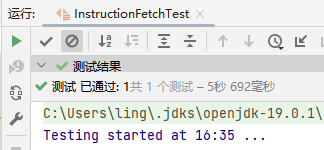 运行: InstructionFetchTest ×
测试结果
测试 已通过: 1共 1 个测试 – 5秒 692毫秒
C:\Users\ling\.jdks\openjdk-19.0.1\
Testing started at 16:35 ...